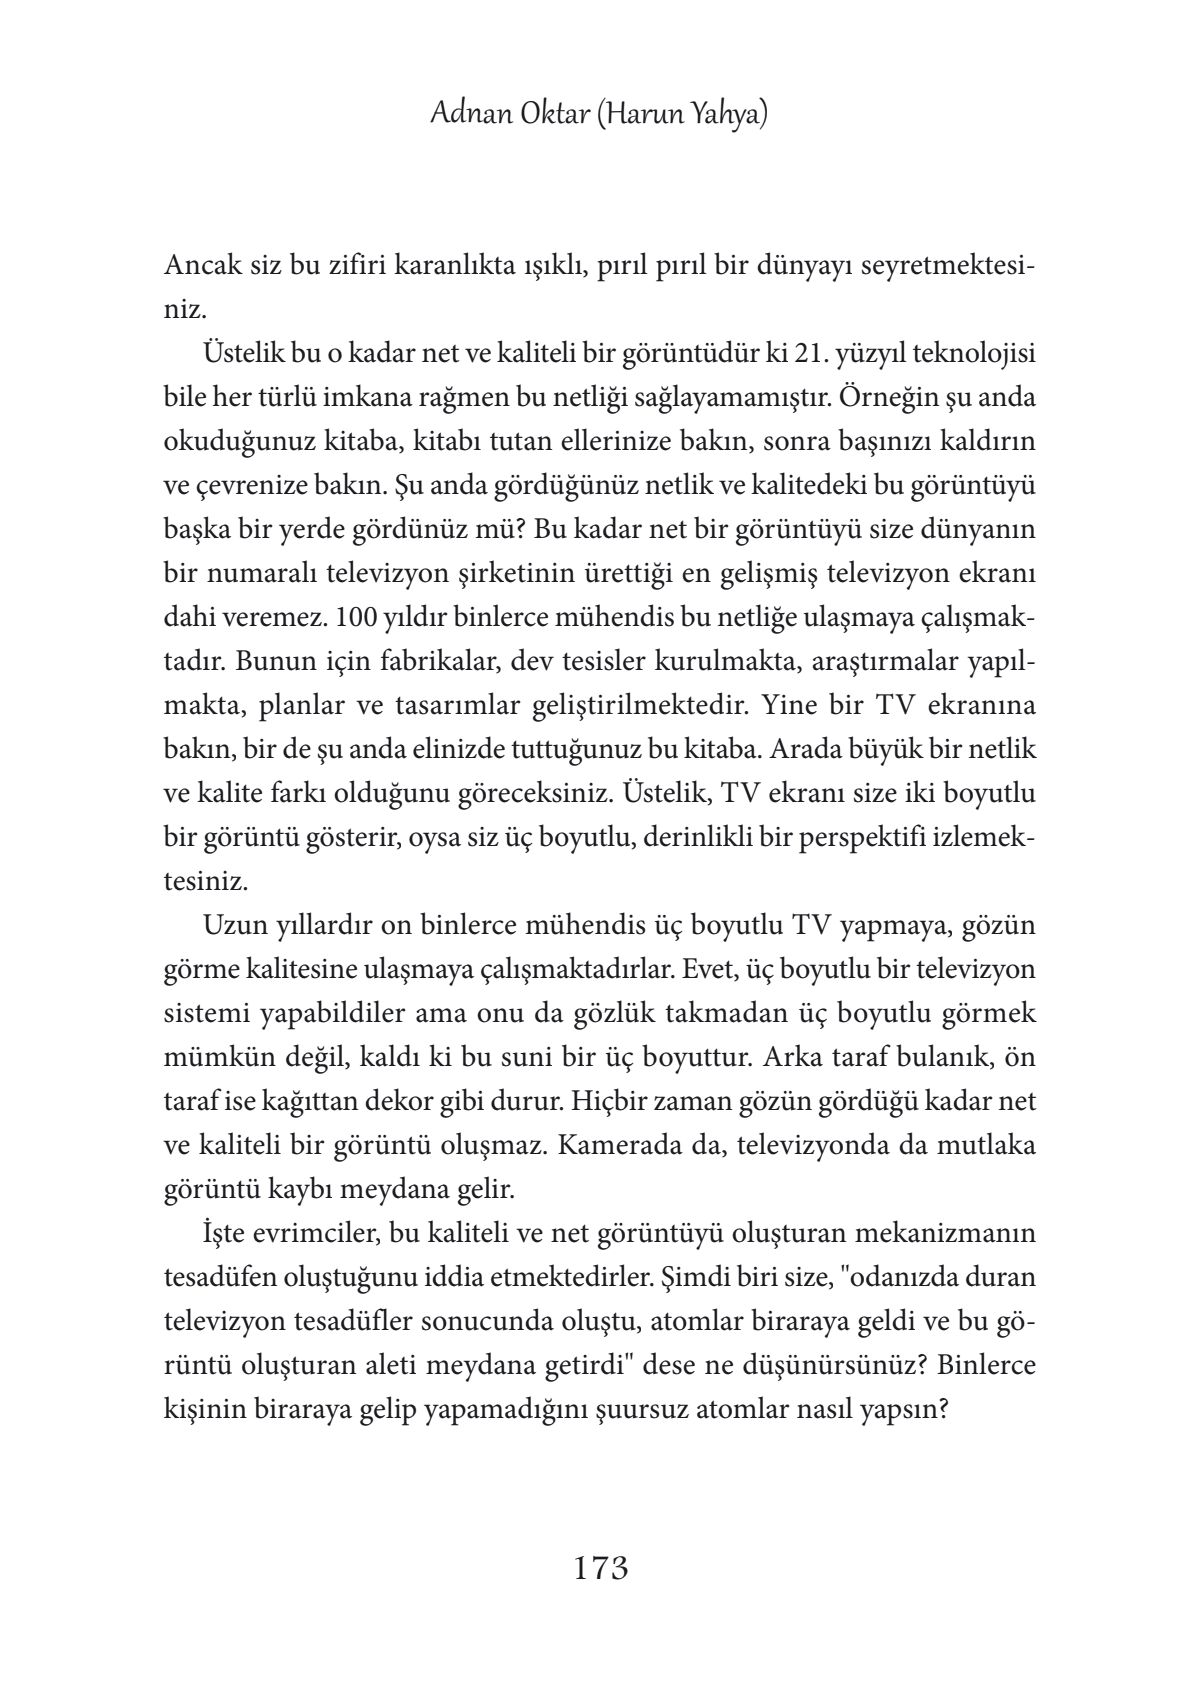 Adnan Oktar (Harun Yahya)
Ancak siz bu zifiri karanlıkta ışıklı, pırıl pırıl bir dünyayı seyretmektesi-
niz.
Üstelik bu o kadar net ve kaliteli bir görüntüdür ki 21. yüzyıl teknolojisi
bile her türlü imkana rağmen bu netliği sağlayamamıştır. Örneğin şu anda
okuduğunuz kitaba, kitabı tutan ellerinize bakın, sonra başınızı kaldırın
ve çevrenize bakın. Şu anda gördüğünüz netlik ve kalitedeki bu görüntüyü
başka bir yerde gördünüz mü? Bu kadar net bir görüntüyü size dünyanın
bir numaralı televizyon şirketinin ürettiği en gelişmiş televizyon ekranı
dahi veremez. 100 yıldır binlerce mühendis bu netliğe ulaşmaya çalışmak-
tadır. Bunun için fabrikalar, dev tesisler kurulmakta, araştırmalar yapıl-
makta, planlar ve tasarımlar geliştirilmektedir. Yine bir TV ekranına
bakın, bir de şu anda elinizde tuttuğunuz bu kitaba. Arada büyük bir netlik
ve kalite farkı olduğunu göreceksiniz. Üstelik, TV ekranı size iki boyutlu
bir görüntü gösterir, oysa siz üç boyutlu, derinlikli bir perspektifi izlemek-
tesiniz.
Uzun yıllardır on binlerce mühendis üç boyutlu TV yapmaya, gözün
görme kalitesine ulaşmaya çalışmaktadırlar. Evet, üç boyutlu bir televizyon
sistemi yapabildiler ama onu da gözlük takmadan üç boyutlu görmek
mümkün değil, kaldı ki bu suni bir üç boyuttur. Arka taraf bulanık, ön
taraf ise kağıttan dekor gibi durur. Hiçbir zaman gözün gördüğü kadar net
ve kaliteli bir görüntü oluşmaz. Kamerada da, televizyonda da mutlaka
görüntü kaybı meydana gelir.
İşte evrimciler, bu kaliteli ve net görüntüyü oluşturan mekanizmanın
tesadüfen oluştuğunu iddia etmektedirler. Şimdi biri size, "odanızda duran
televizyon tesadüfler sonucunda oluştu, atomlar biraraya geldi ve bu gö-
rüntü oluşturan aleti meydana getirdi" dese ne düşünürsünüz? Binlerce
kişinin biraraya gelip yapamadığını şuursuz atomlar nasıl yapsın?
173